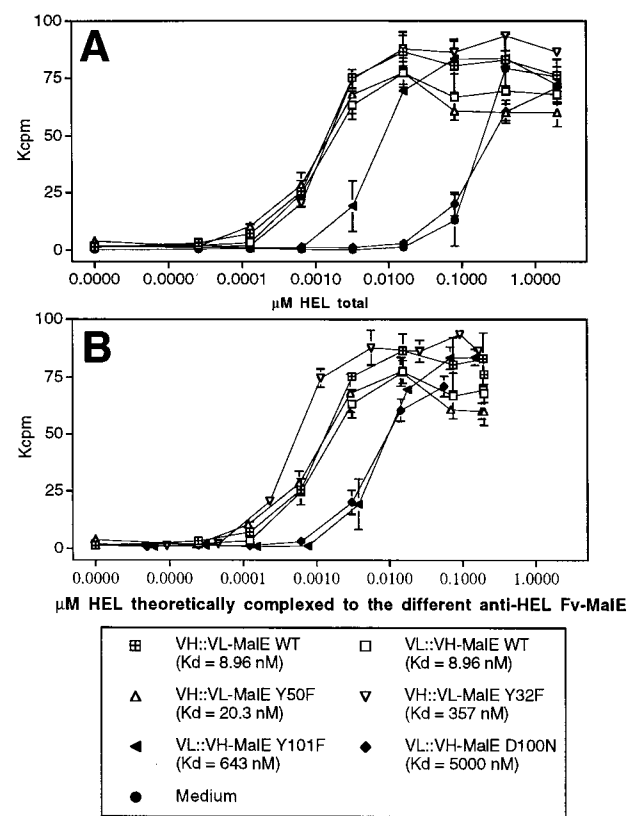 A
100
75
50
25
0
Kcpm
0.0000 0.0000 0.0001 0.0010 0.0100 0.1000 1.0000
μM HEL total
B
100
75
50
25
0
Kcpm
0.0000 0.0000 0.0001 0.0010 0.0100 0.1000 1.0000
μM HEL theoretically complexed to the different anti-HEL Fv-MalE
VH::VL-MalE WT
(Kd = 8.96 nM)
VL::VH-MalE WT
(Kd = 8.96 nM)
VH::VL-MalE Y50F
(Kd = 20.3 nM)
VH::VL-MalE Y32F
(Kd = 357 nM)
VL::VH-MalE Y101F
(Kd = 643 nM)
VL::VH-MalE D100N
(Kd = 5000 nM)
Medium